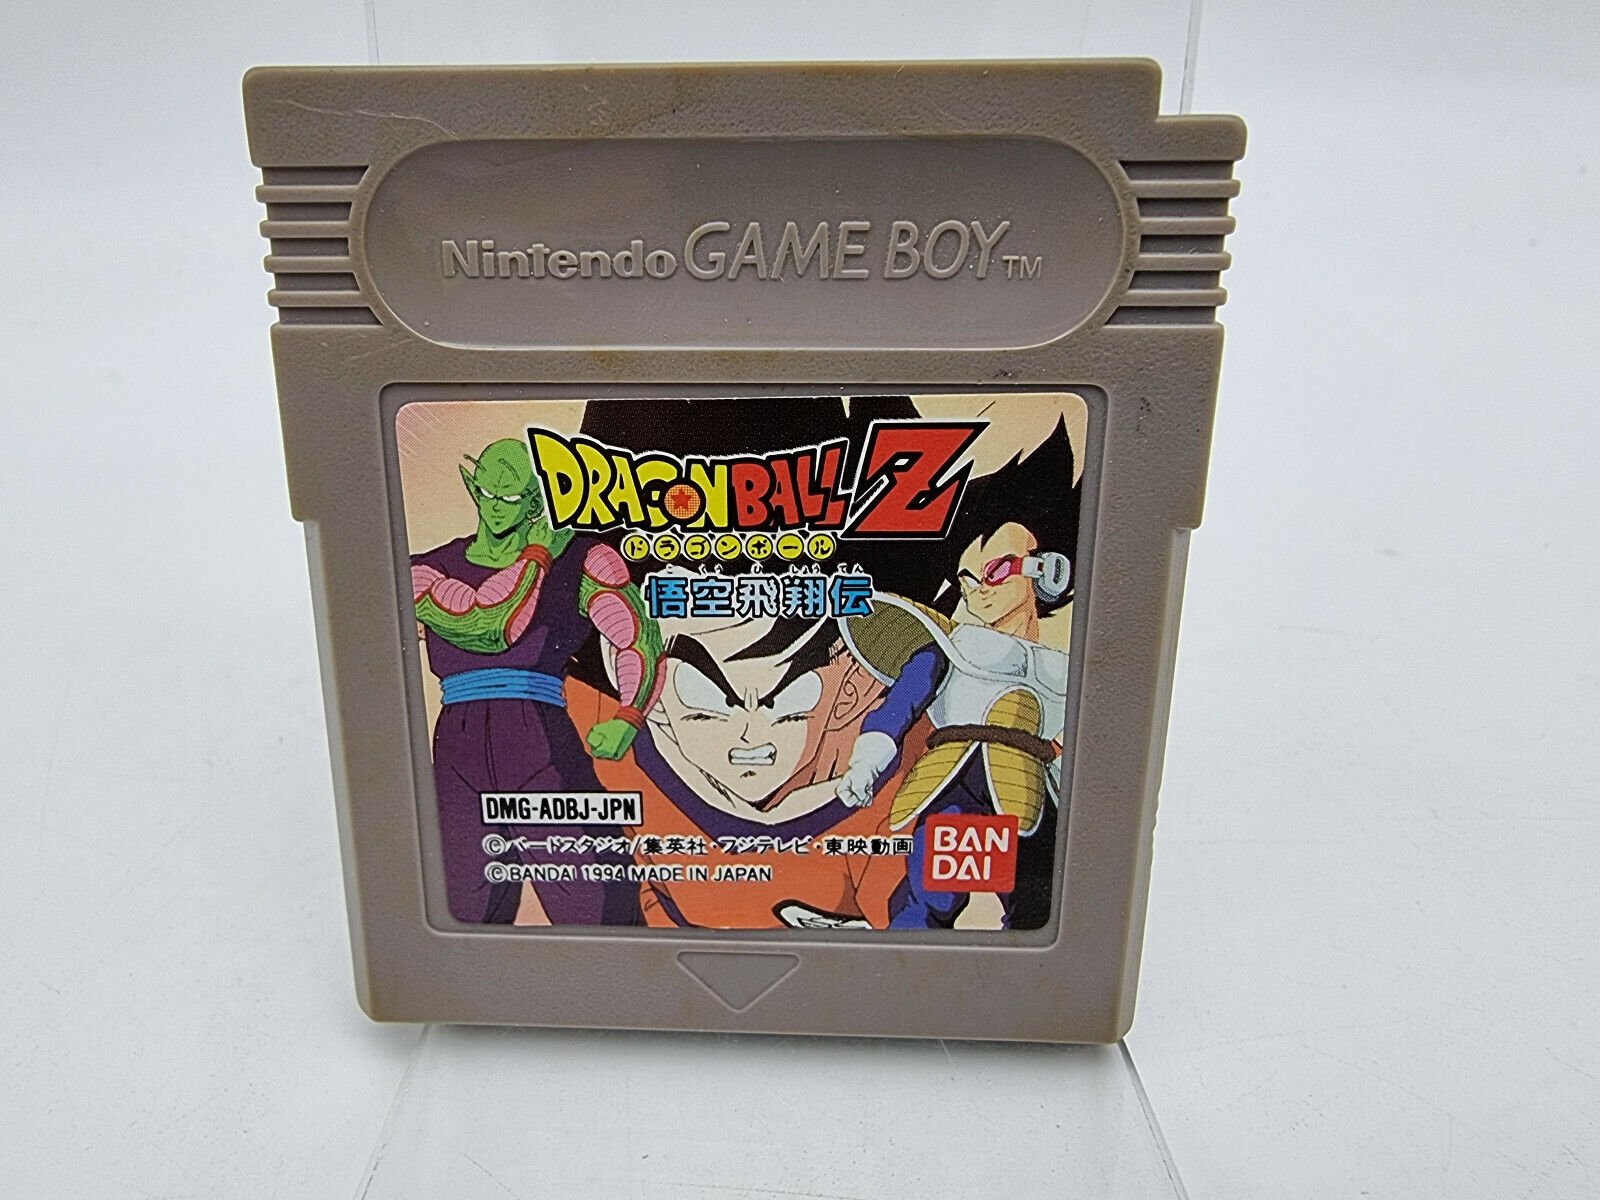 Nintendo GAME BOY TM
DRAGON BALL Z
ドラゴンボール
ごくうひしょうでん
悟空飛翔伝
DMG-ADBJ-JPN
©バードスタジオ/集英社・フジテレビ・東映動画
©BANDAI 1994 MADE IN JAPAN
BAN
DAI